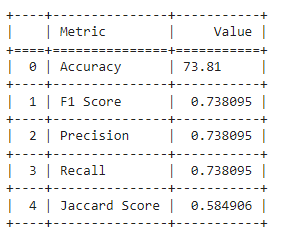 +----+---------------+-----------+
|    | Metric        |     Value |
+====+===============+===========+
|  0 | Accuracy      | 73.81     |
+----+---------------+-----------+
|  1 | F1 Score      |  0.738095 |
+----+---------------+-----------+
|  2 | Precision     |  0.738095 |
+----+---------------+-----------+
|  3 | Recall        |  0.738095 |
+----+---------------+-----------+
|  4 | Jaccard Score |  0.584906 |
+----+---------------+-----------+